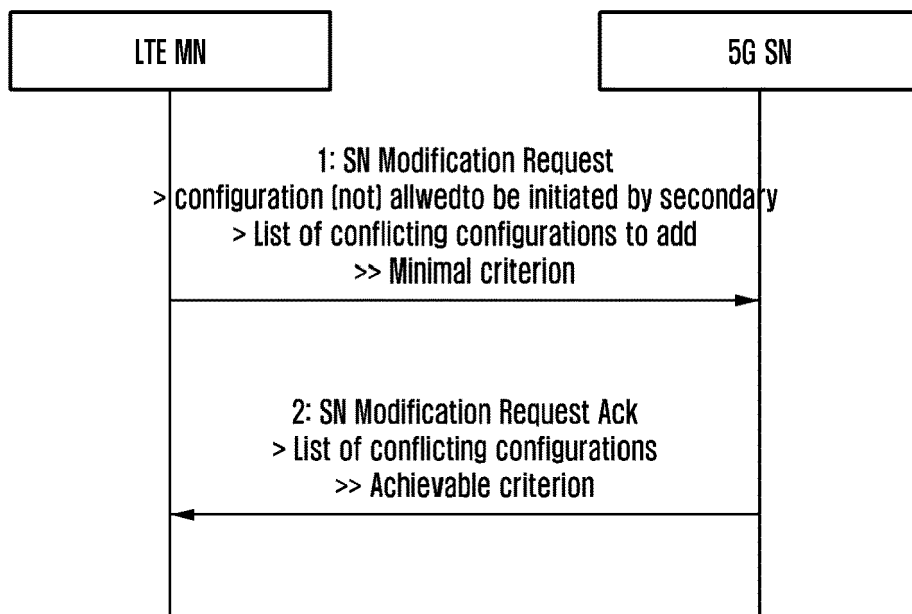 LTE MN
5G SN
1: SN Modification Request
> configuration (not) allwedto be initiated by secondary
> List of conflicting configurations to add
>> Minimal criterion
2: SN Modification Request Ack
> List of conflicting configurations
>> Achievable criterion